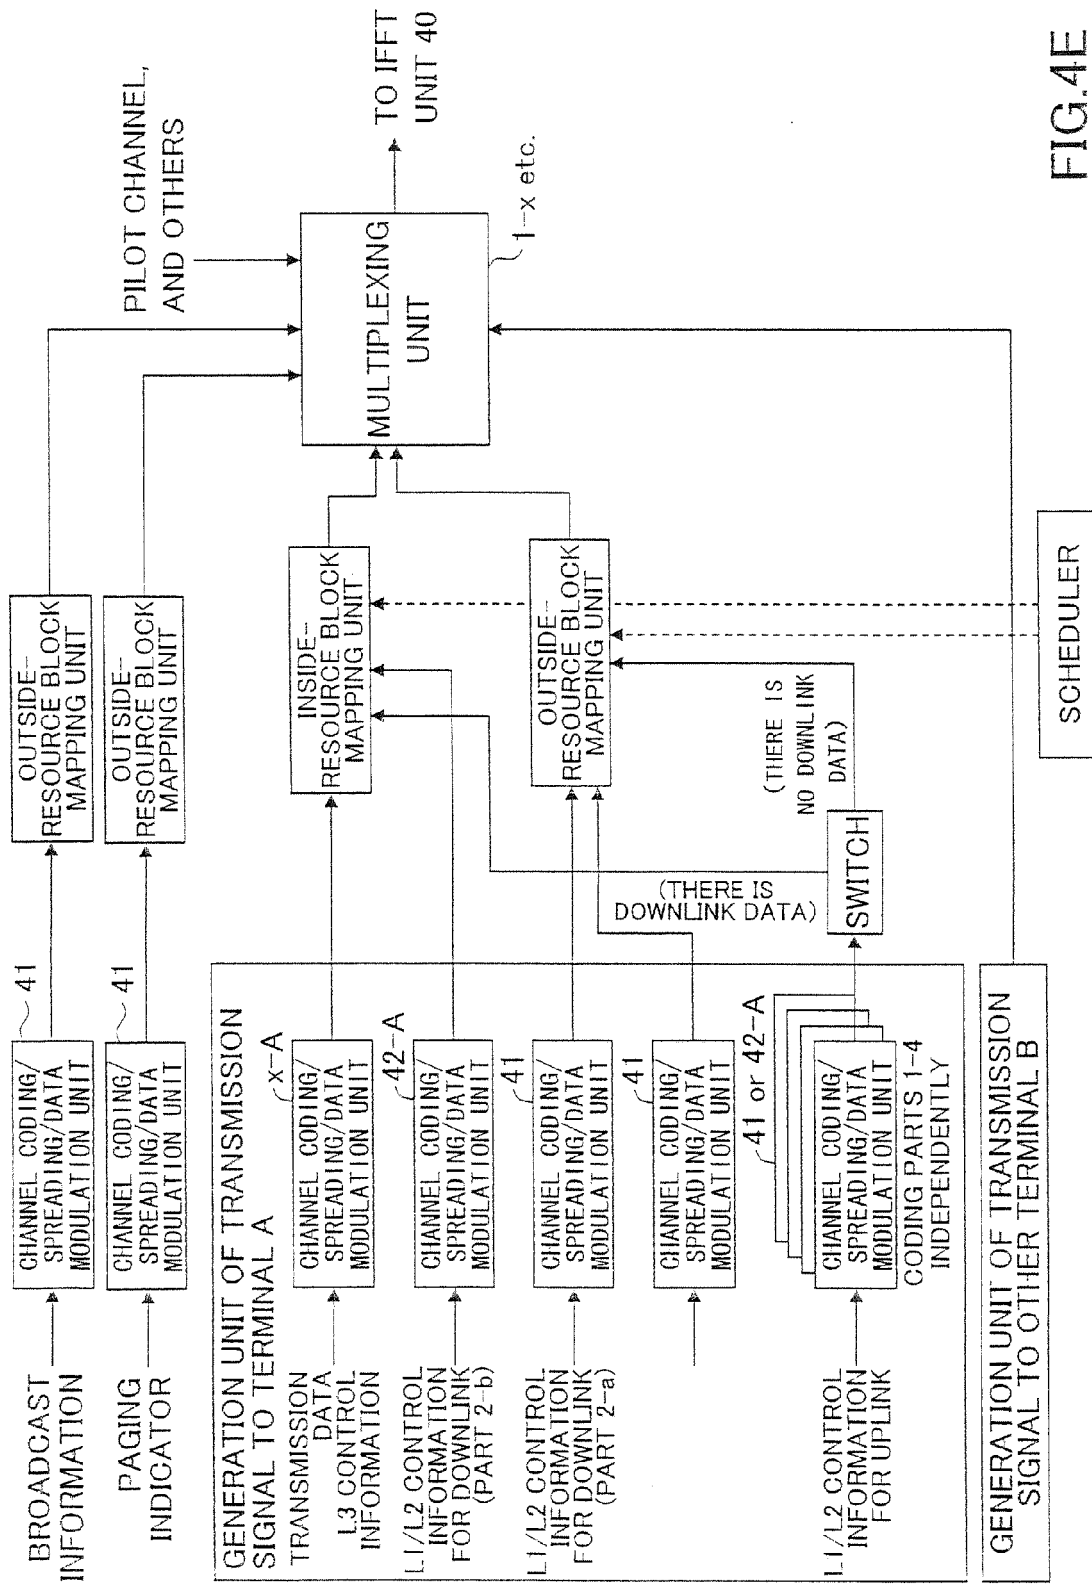 BROADCAST
INFORMATION
CHANNEL CODING/
SPREADING/DATA
MODULATION UNIT
41
OUTSIDE-
RESOURCE BLOCK
MAPPING UNIT
PAGING
INDICATOR
CHANNEL CODING/
SPREADING/DATA
MODULATION UNIT
41
OUTSIDE-
RESOURCE BLOCK
MAPPING UNIT
PILOT CHANNEL,
AND OTHERS
GENERATION UNIT OF TRANSMISSION
SIGNAL TO TERMINAL A
TRANSMISSION
DATA
L3 CONTROL
INFORMATION
CHANNEL CODING/
SPREADING/DATA
MODULATION UNIT
x-A
INSIDE-
RESOURCE BLOCK
MAPPING UNIT
MULTIPLEXING
UNIT
1-x etc.
TO IFFT
UNIT 40
L1/L2 CONTROL
INFORMATION
FOR DOWNLINK
(PART 2-b)
CHANNEL CODING/
SPREADING/DATA
MODULATION UNIT
42-A
L1/L2 CONTROL
INFORMATION
FOR DOWNLINK
(PART 2-a)
CHANNEL CODING/
SPREADING/DATA
MODULATION UNIT
41
OUTSIDE-
RESOURCE BLOCK
MAPPING UNIT
CHANNEL CODING/
SPREADING/DATA
MODULATION UNIT
41
(THERE IS
DOWNLINK DATA)
(THERE IS
NO DOWNLINK
DATA)
L1/L2 CONTROL
INFORMATION
FOR UPLINK
CHANNEL CODING/
SPREADING/DATA
MODULATION UNIT
41 or 42-A
CODING PARTS 1-4
INDEPENDENTLY
SWITCH
GENERATION UNIT OF TRANSMISSION
SIGNAL TO OTHER TERMINAL B
SCHEDULER
FIG.4E